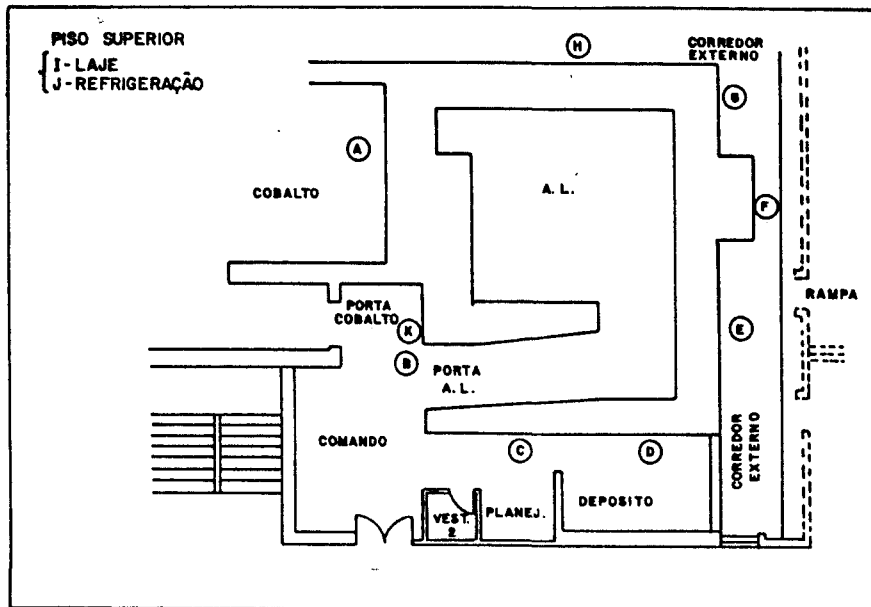 PISO SUPERIOR
I - LAJE
J - REFRIGERAÇÃO
H
CORREDOR
EXTERNO
G
A
COBALTO
A. L.
F
RAMPA
PORTA
COBALTO
K
E
B
PORTA
A. L.
COMANDO
C
D
CORREDOR
EXTERNO
DEPOSITO
VEST.
2
PLANEJ.